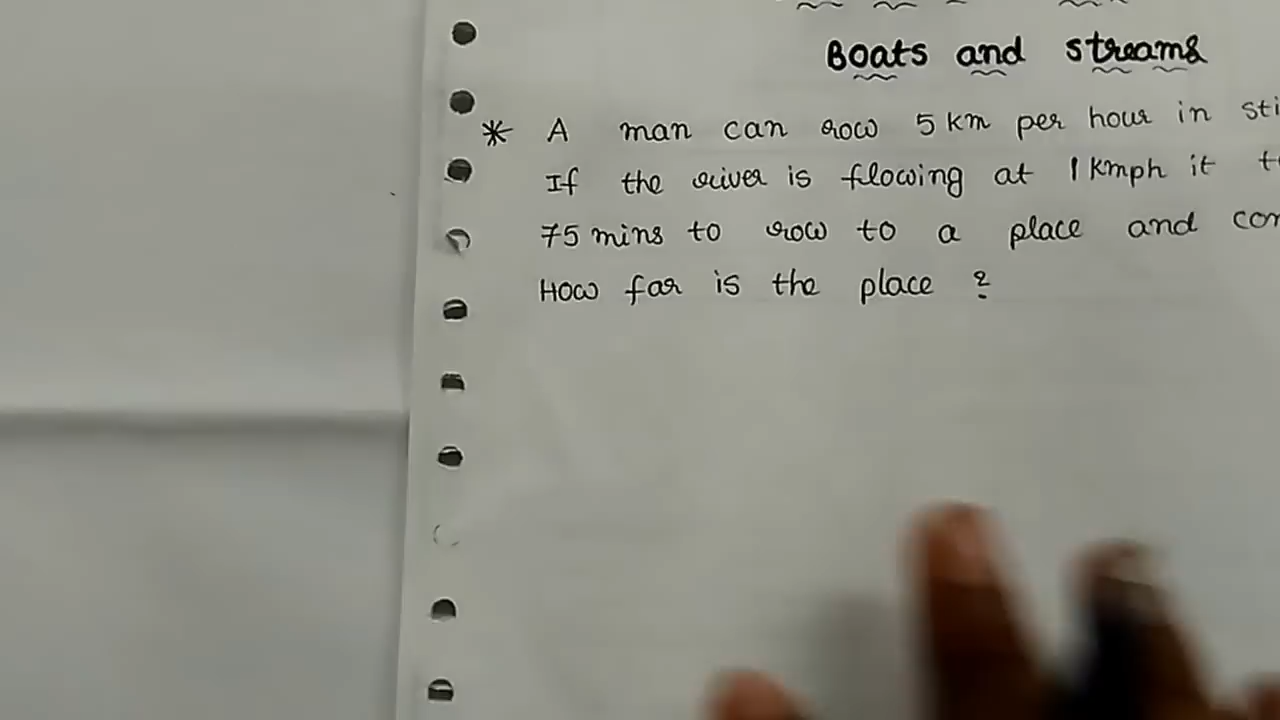 Boats and streams
* A man can row 5 km per hour in
If the river is flowing at 1 kmph it
75 mins to row to a place and
How far is the place ?